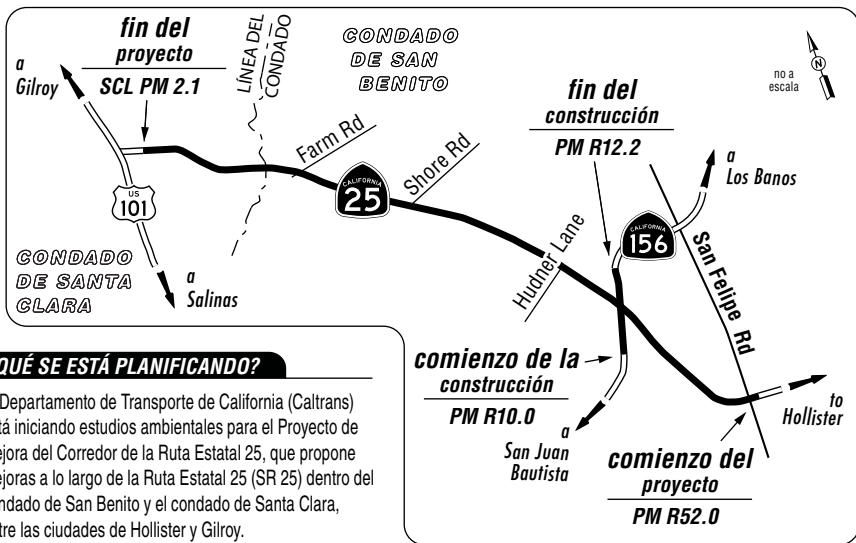 fin del
proyecto
SCL PM 2.1
a
Gilroy
LÍNEA DEL
CONDADO
CONDADO
DE SAN
BENITO
no a
escala
N
fin del
construcción
PM R12.2
a
Los Banos
Farm Rd
Shore Rd
CALIFORNIA
25
US
101
CALIFORNIA
156
San Felipe Rd
Hudner Lane
CONDADO
DE SANTA
CLARA
a
Salinas
comienzo de la
construcción
PM R10.0
a
San Juan
Bautista
to
Hollister
comienzo del
proyecto
PM R52.0
QUÉ SE ESTÁ PLANIFICANDO?
Departamento de Transporte de California (Caltrans)
tá iniciando estudios ambientales para el Proyecto de
ejora del Corredor de la Ruta Estatal 25, que propone
ejoras a lo largo de la Ruta Estatal 25 (SR 25) dentro del
ndado de San Benito y el condado de Santa Clara,
tre las ciudades de Hollister y Gilroy.